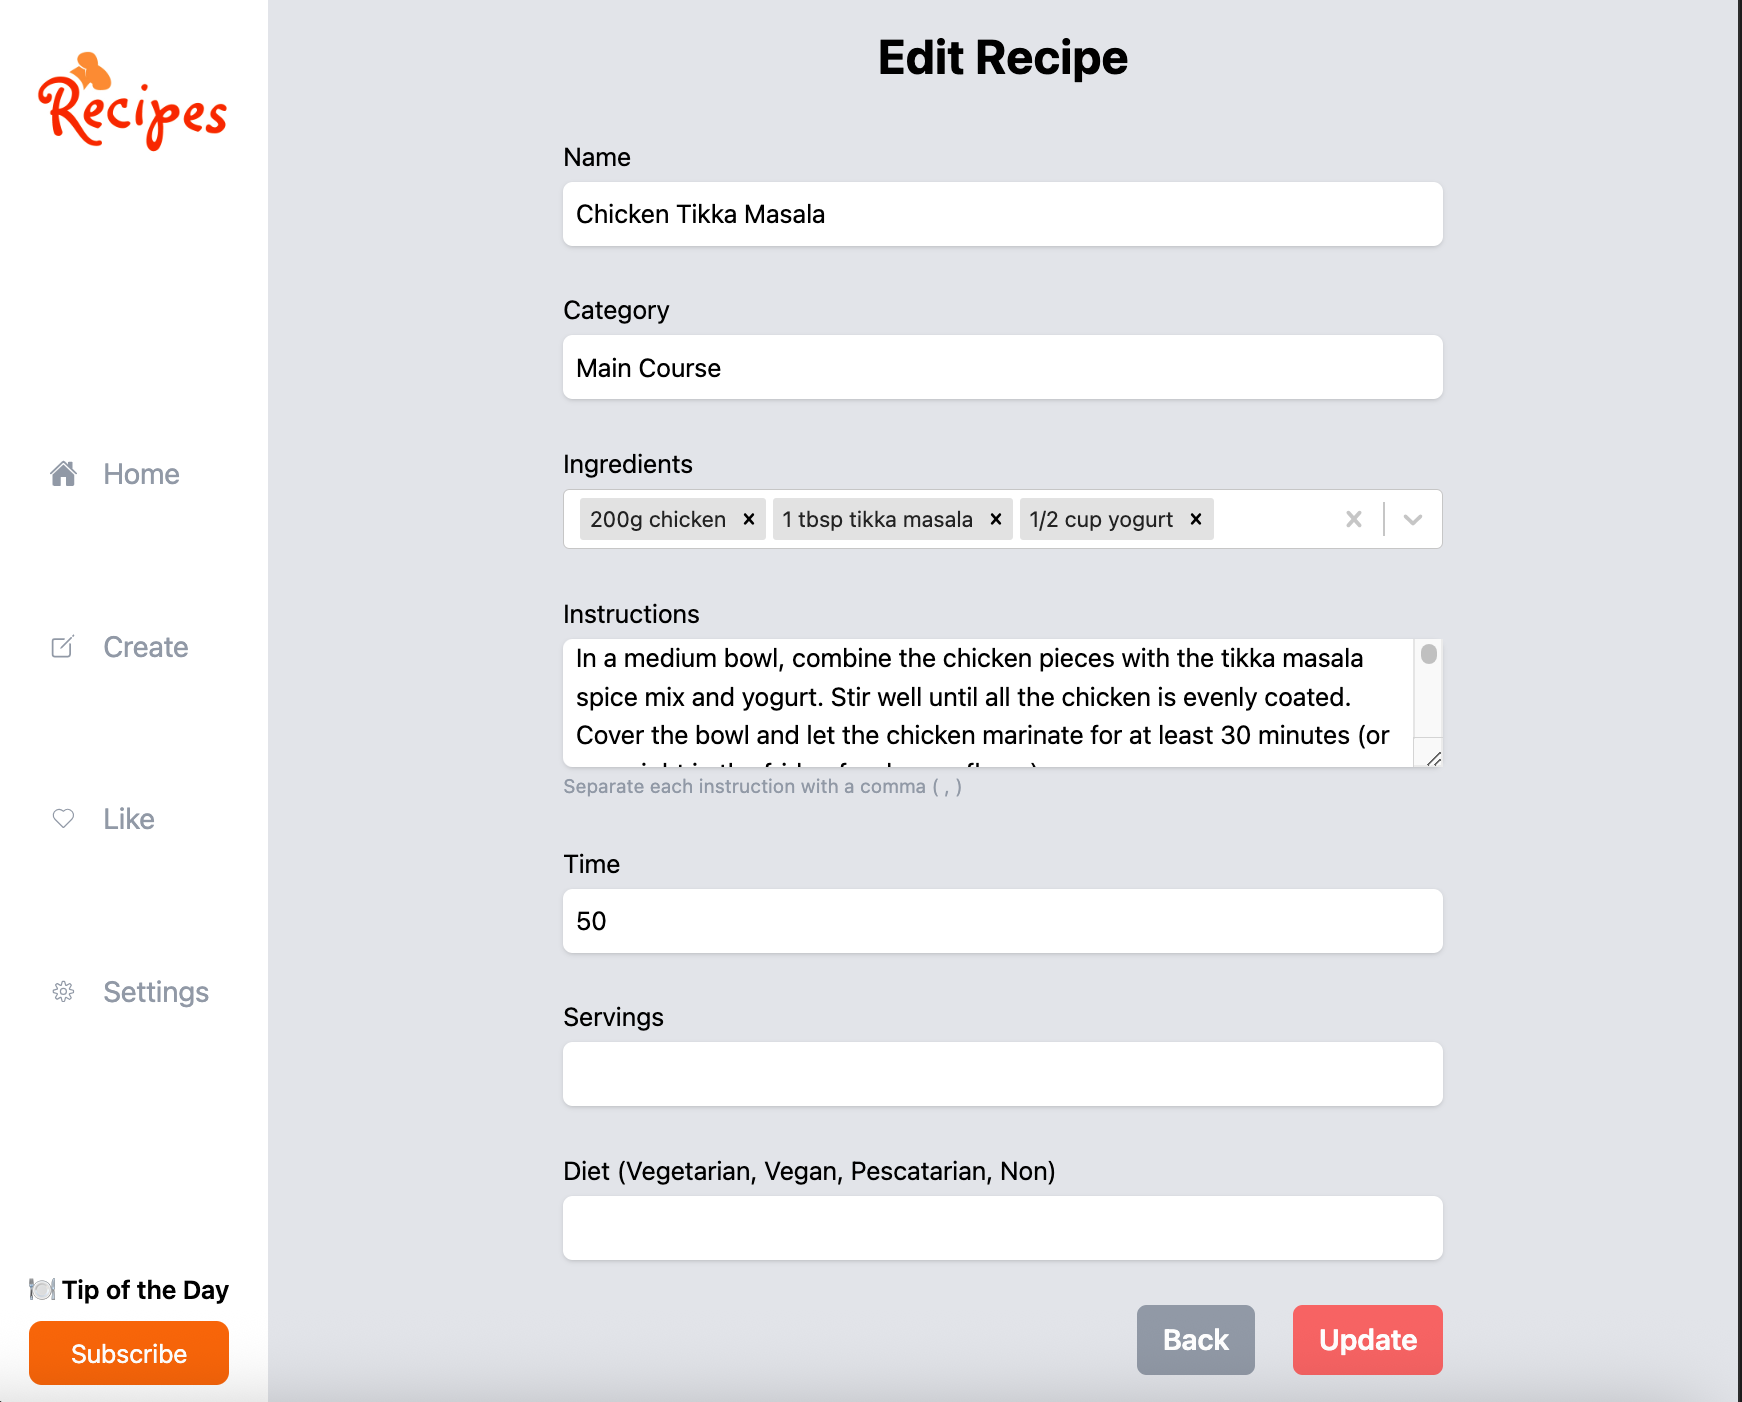 Recipes
Home
Create
Like
Settings
🍽️ Tip of the Day
Subscribe
Edit Recipe
Name
Chicken Tikka Masala
Category
Main Course
Ingredients
200g chicken × 1 tbsp tikka masala × 1/2 cup yogurt ×
Instructions
In a medium bowl, combine the chicken pieces with the tikka masala
spice mix and yogurt. Stir well until all the chicken is evenly coated.
Cover the bowl and let the chicken marinate for at least 30 minutes (or
Separate each instruction with a comma ( , )
Time
50
Servings
Diet (Vegetarian, Vegan, Pescatarian, Non)
Back Update